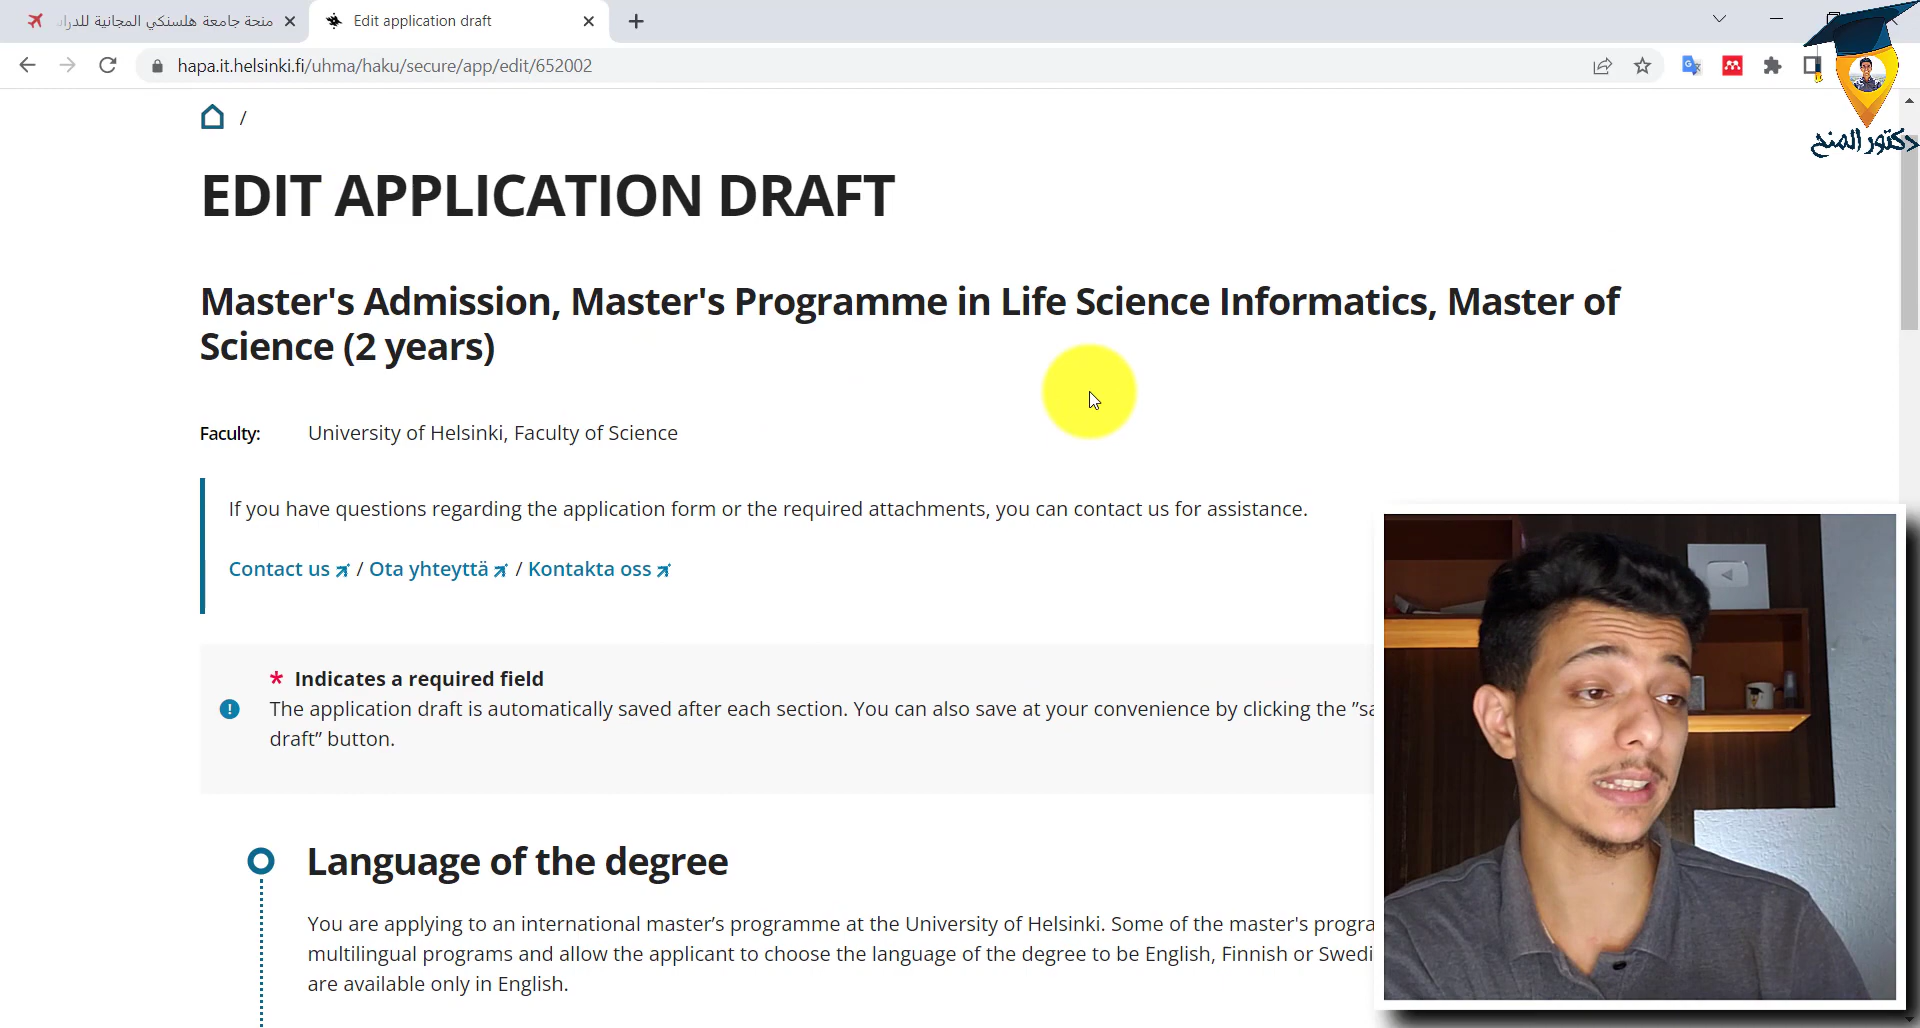 منحة جامعة هلسنكي المجانية للدرا
Edit application draft
hapa.it.helsinki.fi/uhma/haku/secure/app/edit/652002
دكتور المنح
/
EDIT APPLICATION DRAFT
Master's Admission, Master's Programme in Life Science Informatics, Master of
Science (2 years)
Faculty: University of Helsinki, Faculty of Science
If you have questions regarding the application form or the required attachments, you can contact us for assistance.
Contact us / Ota yhteyttä / Kontakta oss
* Indicates a required field
The application draft is automatically saved after each section. You can also save at your convenience by clicking the ”sa
draft” button.
Language of the degree
You are applying to an international master’s programme at the University of Helsinki. Some of the master's progra
multilingual programs and allow the applicant to choose the language of the degree to be English, Finnish or Swedi
are available only in English.